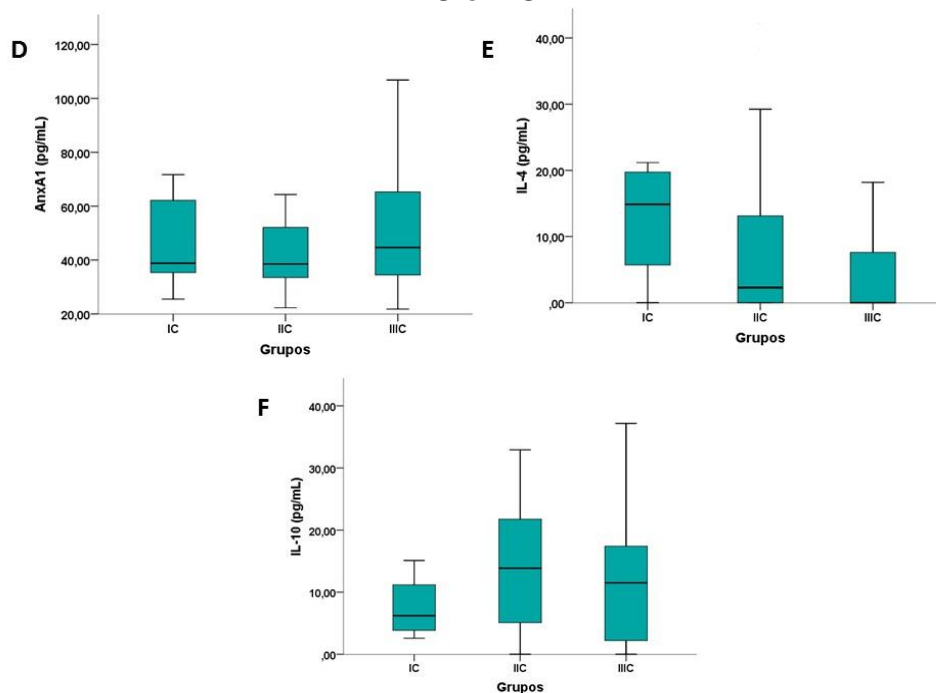 D
AnxA1 (pg/mL)
120,00
100,00
80,00
60,00
40,00
20,00
IC IIC IIIC
Grupos
E
IL-4 (pg/mL)
40,00
30,00
20,00
10,00
,00
IC IIC IIIC
Grupos
F
IL-10 (pg/mL)
40,00
30,00
20,00
10,00
,00
IC IIC IIIC
Grupos